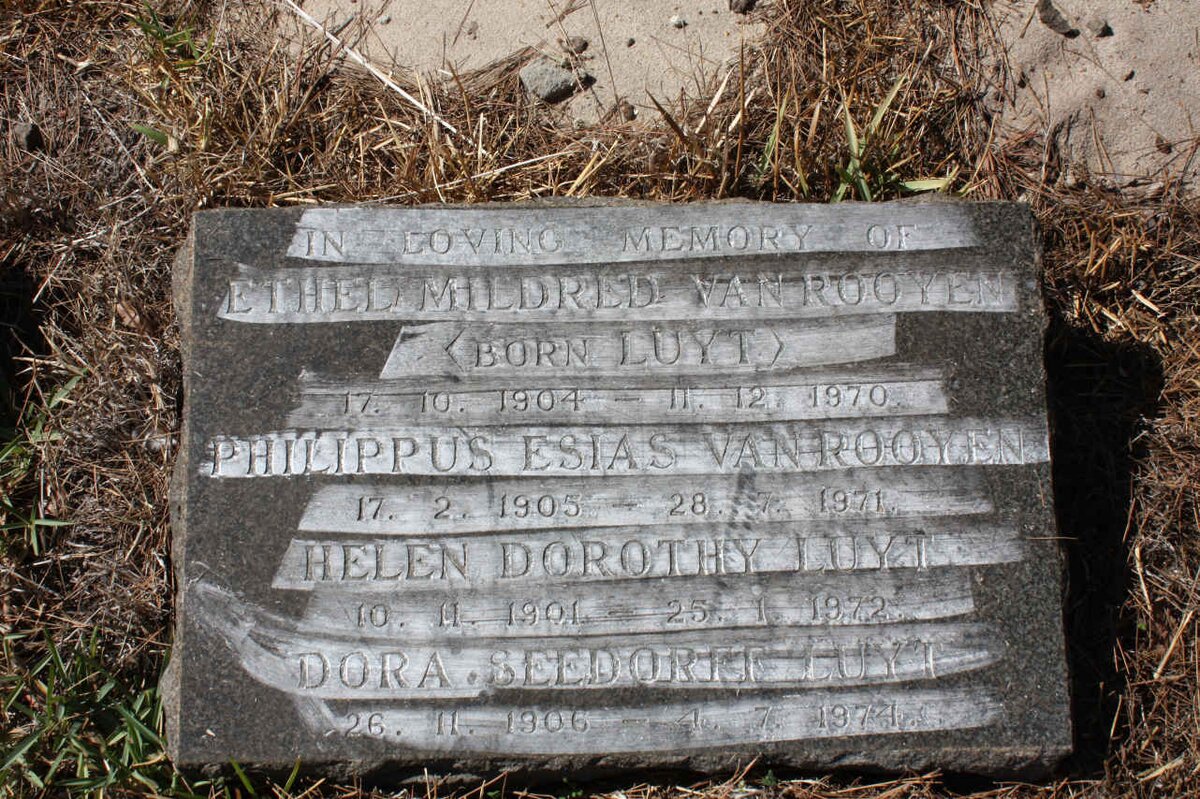 IN LOVING MEMORY OF
ETHEL MILDRED VAN ROOYEN
<BORN LUYT>
17. 10. 1904 – 11. 12. 1970.
PHILIPPUS ESIAS VAN ROOYEN
17. 2. 1905 – 28. 7. 1971.
HELEN DOROTHY LUYT
10. 11. 1901 – 25. 1. 1972.
DORA SEEDORFF LUYT
26. 11. 1906 – 4. 7. 1974.